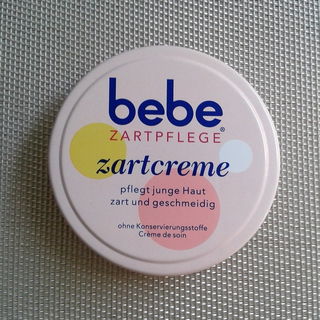 bebe
ZARTPFLEGE®
zartcreme
pflegt junge Haut
zart und geschmeidig
ohne Konservierungsstoffe
Crème de soin